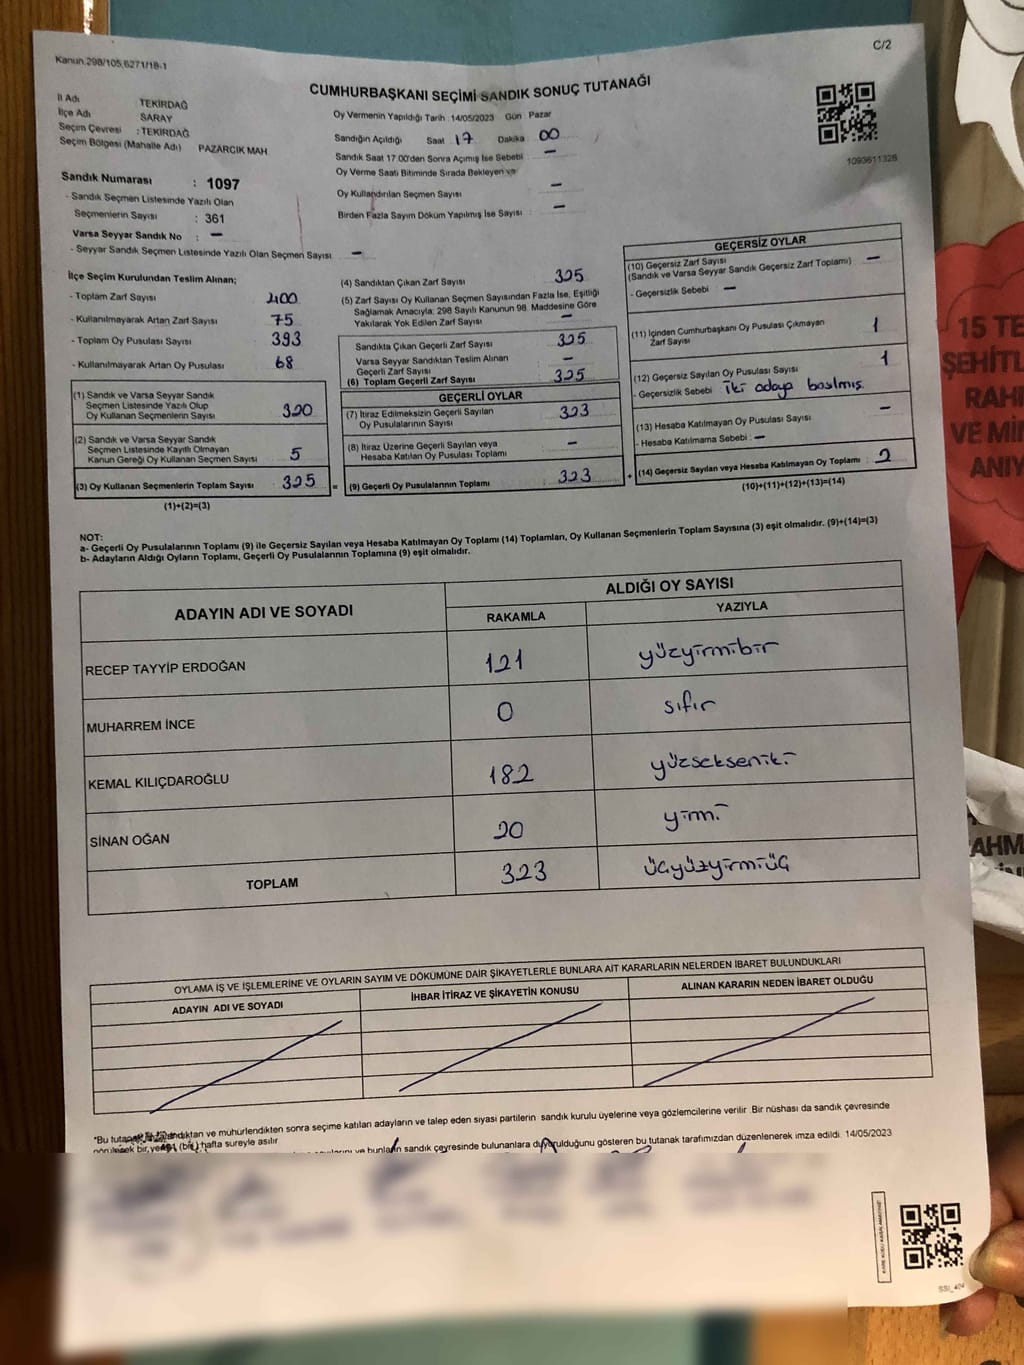 Kanun,298/105,6271/18-1
C/2
CUMHURBAŞKANI SEÇİMİ SANDIK SONUÇ TUTANAĞI
İl Adı TEKİRDAĞ
İlçe Adı SARAY
Seçim Çevresi : TEKİRDAĞ
Seçim Bölgesi (Mahalle Adı) PAZARCIK MAH
Sandık Numarası : 1097
- Sandık Seçmen Listesinde Yazılı Olan
Seçmenlerin Sayısı : 361
Varsa Seyyar Sandık No : —
- Seyyar Sandık Seçmen Listesinde Yazılı Olan Seçmen Sayısı —
Oy Vermenin Yapıldığı Tarih : 14/05/2023 Gün Pazar
Sandığın Açıldığı Saat 17 Dakika 00
Sandık Saat 17.00'den Sonra Açımış İse Sebebi —
Oy Verme Saati Bitiminde Sırada Bekleyen ve
Oy Kullandırılan Seçmen Sayısı —
Birden Fazla Sayım Döküm Yapılmış İse Sayısı : —
1093611328
İlçe Seçim Kurulundan Teslim Alınan;
- Toplam Zarf Sayısı 400
- Kullanılmayarak Artan Zarf Sayısı 75
- Toplam Oy Pusulası Sayısı 393
- Kullanılmayarak Artan Oy Pusulası 68
(1) Sandık ve Varsa Seyyar Sandık
Seçmen Listesinde Yazılı Olup
Oy Kullanan Seçmenlerin Sayısı 320
(2) Sandık ve Varsa Seyyar Sandık
Seçmen Listesinde Kayıtlı Olmayan
Kanun Gereği Oy Kullanan Seçmen Sayısı 5
(3) Oy Kullanan Seçmenlerin Toplam Sayısı 325
(1)+(2)=(3)
(4) Sandıktan Çıkan Zarf Sayısı 325
(5) Zarf Sayısı Oy Kullanan Seçmen Sayısından Fazla İse, Eşitliği
Sağlamak Amacıyla; 298 Sayılı Kanunun 98. Maddesine Göre
Yakılarak Yok Edilen Zarf Sayısı —
Sandıkta Çıkan Geçerli Zarf Sayısı 325
Varsa Seyyar Sandıktan Teslim Alınan
Geçerli Zarf Sayısı —
(6) Toplam Geçerli Zarf Sayısı 325
GEÇERLİ OYLAR
(7) İtiraz Edilmeksizin Geçerli Sayılan
Oy Pusulalarının Sayısı 323
(8) İtiraz Üzerine Geçerli Sayılan veya
Hesaba Katılan Oy Pusulası Toplamı —
= (9) Geçerli Oy Pusulalarının Toplamı 323
GEÇERSİZ OYLAR
(10) Geçersiz Zarf Sayısı
(Sandık ve Varsa Seyyar Sandık Geçersiz Zarf Toplamı) —
- Geçersizlik Sebebi —
(11) İçinden Cumhurbaşkanı Oy Pusulası Çıkmayan
Zarf Sayısı 1
(12) Geçersiz Sayılan Oy Pusulası Sayısı 1
- Geçersizlik Sebebi : İki adaya basılmış.
(13) Hesaba Katılmayan Oy Pusulası Sayısı —
- Hesaba Katılmama Sebebi : —
+ (14) Geçersiz Sayılan veya Hesaba Katılmayan Oy Toplamı : 2
(10)+(11)+(12)+(13)=(14)
NOT:
a- Geçerli Oy Pusulalarının Toplamı (9) ile Geçersiz Sayılan veya Hesaba Katılmayan Oy Toplamı (14) Toplamları, Oy Kullanan Seçmenlerin Toplam Sayısına (3) eşit olmalıdır. (9)+(14)=(3)
b- Adayların Aldığı Oyların Toplamı, Geçerli Oy Pusulalarının Toplamına (9) eşit olmalıdır.
ADAYIN ADI VE SOYADI
ALDIĞI OY SAYISI
RAKAMLA YAZIYLA
RECEP TAYYİP ERDOĞAN 121 yüzyirmibir
MUHARREM İNCE 0 sıfır
KEMAL KILIÇDAROĞLU 182 yüzsekseniki
SİNAN OĞAN 20 yirmi
TOPLAM 323 üçyüzyirmiüç
OYLAMA İŞ VE İŞLEMLERİNE VE OYLARIN SAYIM VE DÖKÜMÜNE DAİR ŞİKAYETLERLE BUNLARA AİT KARARLARIN NELERDEN İBARET BULUNDUKLARI
ADAYIN ADI VE SOYADI İHBAR İTİRAZ VE ŞİKAYETİN KONUSU ALINAN KARARIN NEDEN İBARET OLDUĞU
*Bu ve mühürlendikten sonra seçime katılan adayların ve talep eden siyasi partilerin sandık kurulu üyelerine veya gözlemcilerine verilir .Bir nüshası da sandık çevresinde
bir hafta süreyle asılır
sandık çevresinde bulunanlara duyurulduğunu gösteren bu tutanak tarafımızdan düzenlenerek imza edildi. 14/05/2023
SSI_404
15 TE
ŞEHİTL
RAH
VE Mİ
ANI
AHM